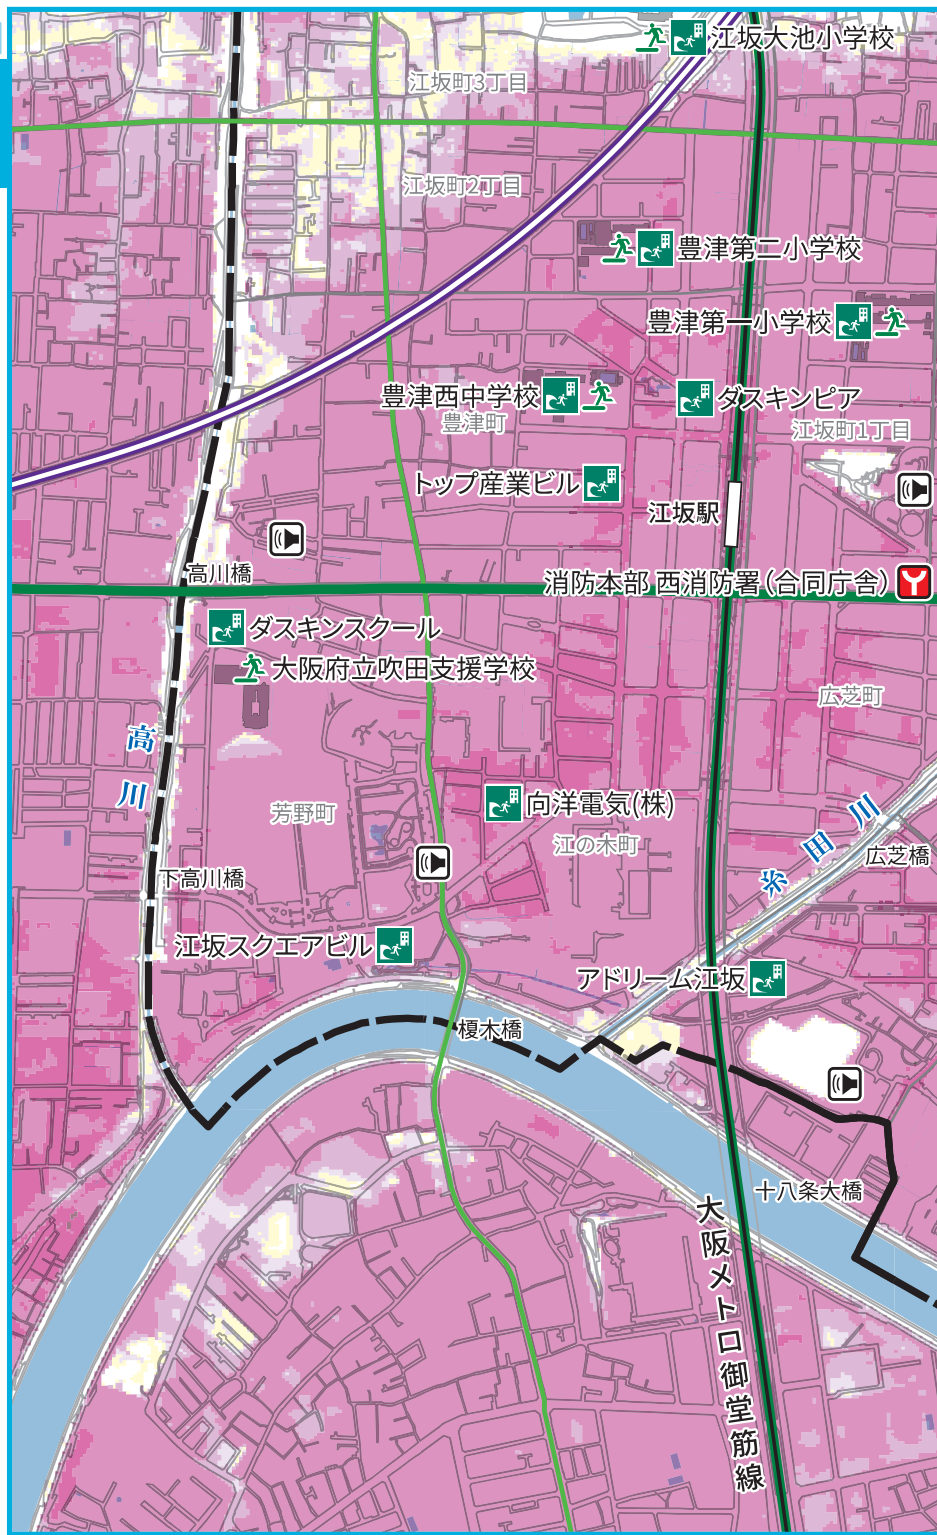 江坂大池小学校
江坂町3丁目
江坂町2丁目
豊津第二小学校
豊津第一小学校
豊津西中学校
ダスキンピア
豊津町
江坂町1丁目
トップ産業ビル
江坂駅
高川橋
消防本部 西消防署(合同庁舎)
ダスキンスクール
大阪府立吹田支援学校
広芝町
高川
向洋電気(株)
芳野町
江の木町
糸田川
広芝橋
下高川橋
江坂スクエアビル
アドリーム江坂
榎木橋
十八条大橋
大阪メトロ御堂筋線